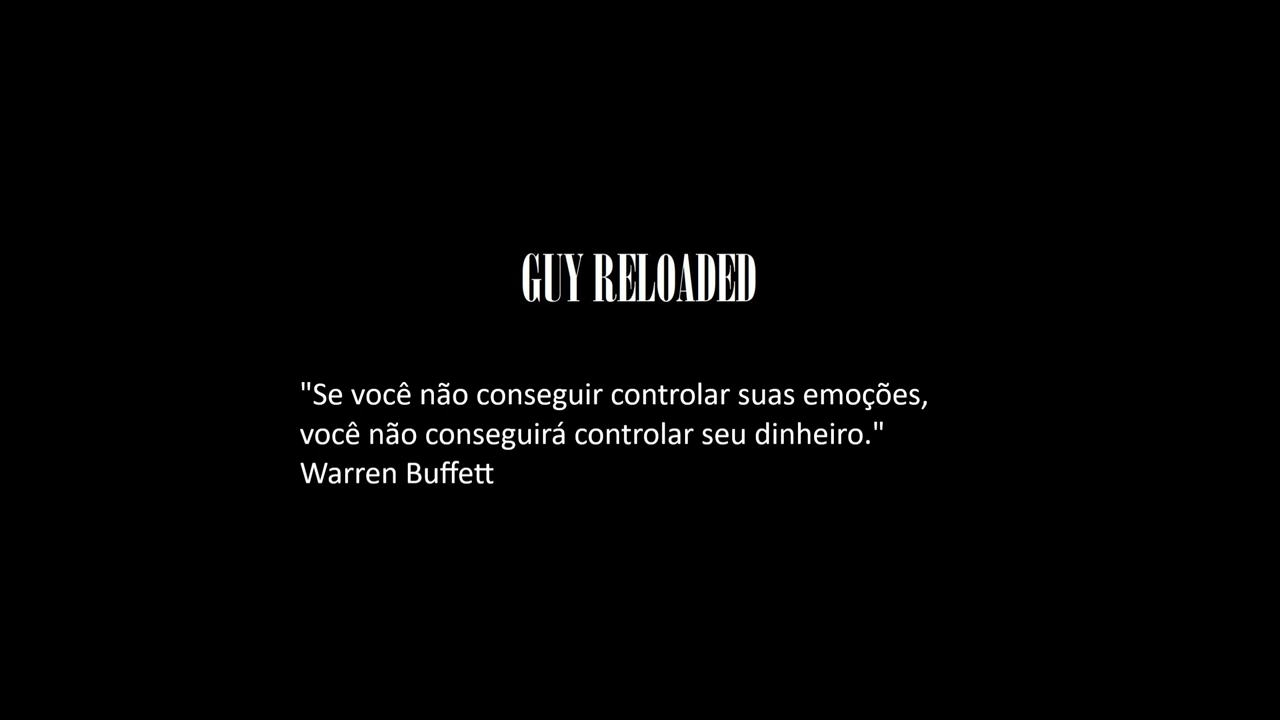 GUY RELOADED
"Se você não conseguir controlar suas emoções,
você não conseguirá controlar seu dinheiro."
Warren Buffett